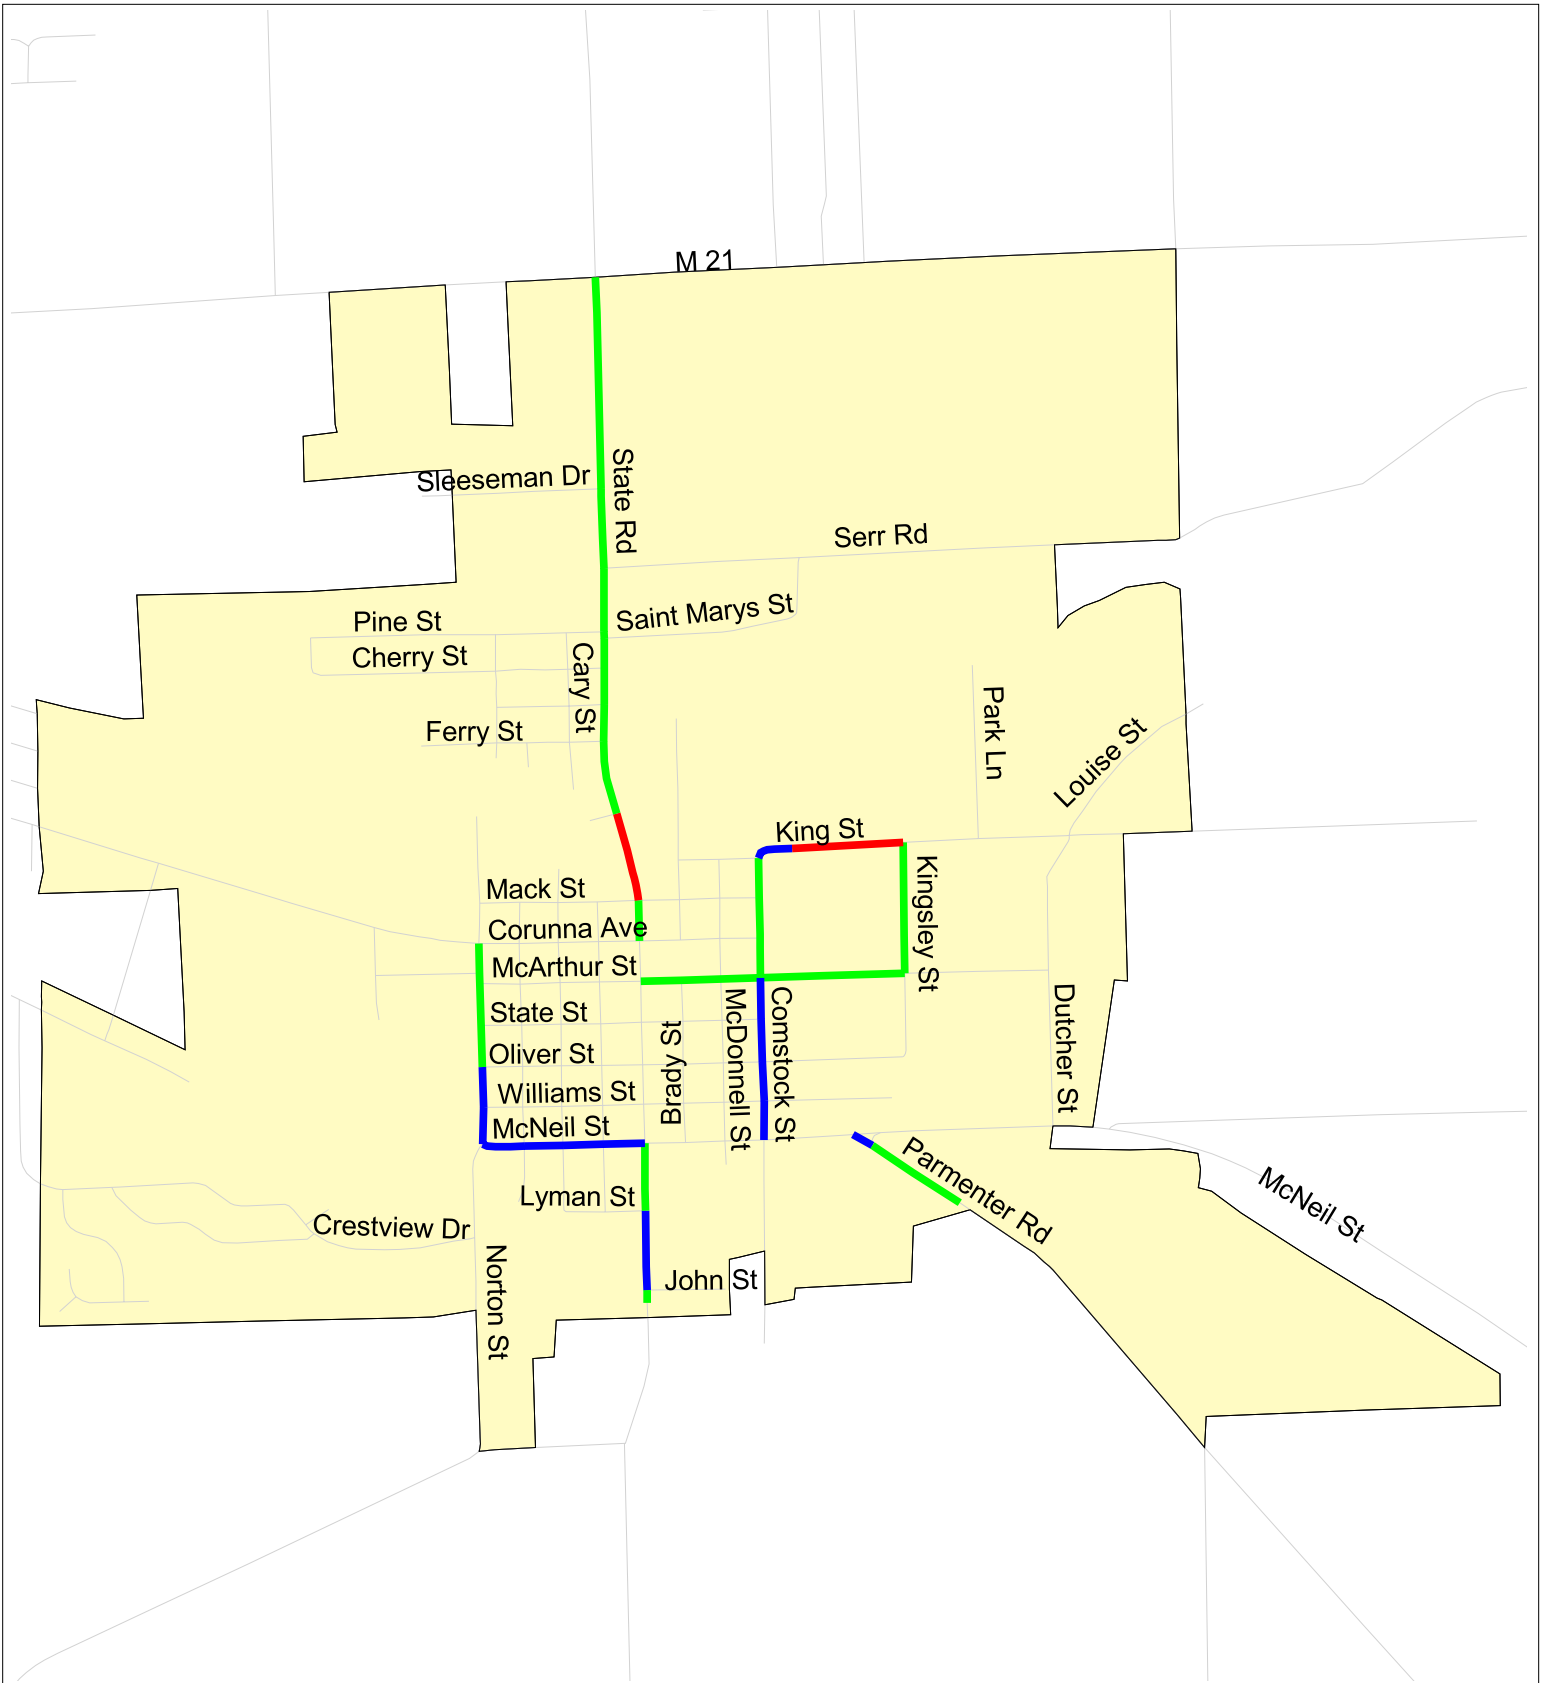 M 21
Sleeseman Dr
State Rd
Serr Rd
Saint Marys St
Pine St
Cherry St
Cary St
Ferry St
Park Ln
Louise St
King St
Kingsley St
Mack St
Corunna Ave
McArthur St
State St
Oliver St
Williams St
McNeil St
Brady St
McDonnell St
Comstock St
Dutcher St
Parmenter Rd
McNeil St
Lyman St
Crestview Dr
Norton St
John St